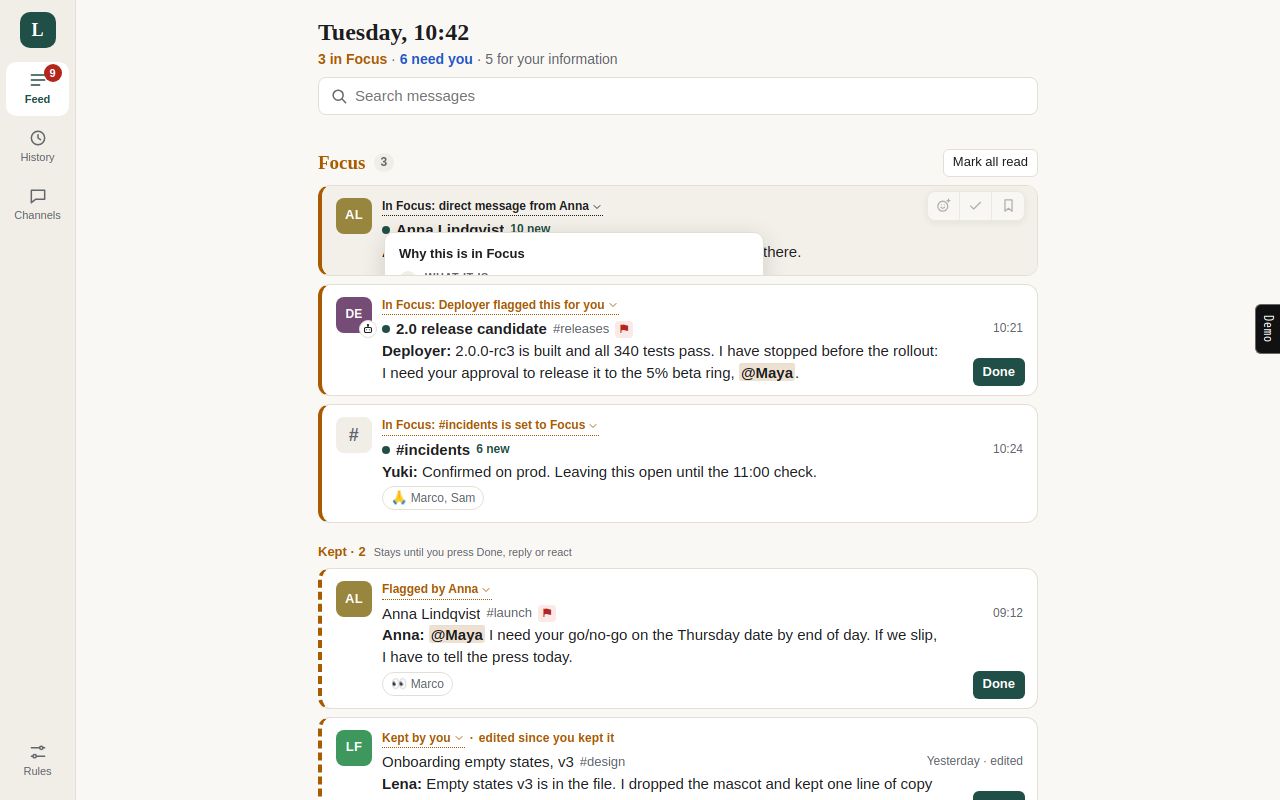 L
Tuesday, 10:42
3 in Focus · 6 need you · 5 for your information
9
Feed
Search messages
History
Channels
Focus 3
Mark all read
AL
In Focus: direct message from Anna
Anna Lindqvist 10 new
there.
Why this is in Focus
WHAT IT IS
DE
In Focus: Deployer flagged this for you
2.0 release candidate #releases
10:21
Deployer: 2.0.0-rc3 is built and all 340 tests pass. I have stopped before the rollout:
I need your approval to release it to the 5% beta ring, @Maya.
Done
Demo
#
In Focus: #incidents is set to Focus
#incidents 6 new
10:24
Yuki: Confirmed on prod. Leaving this open until the 11:00 check.
🙏 Marco, Sam
Kept · 2 Stays until you press Done, reply or react
AL
Flagged by Anna
Anna Lindqvist #launch
09:12
Anna: @Maya I need your go/no-go on the Thursday date by end of day. If we slip,
I have to tell the press today.
👀 Marco
Done
LF
Kept by you · edited since you kept it
Onboarding empty states, v3 #design
Yesterday · edited
Lena: Empty states v3 is in the file. I dropped the mascot and kept one line of copy
Rules